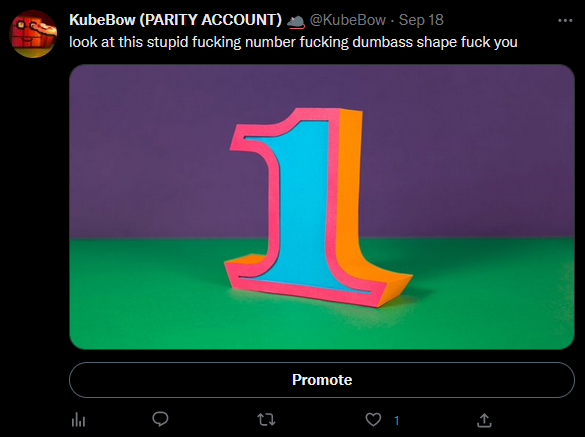 KubeBow (PARITY ACCOUNT) @KubeBow · Sep 18
look at this stupid fucking number fucking dumbass shape fuck you
1
Promote
1